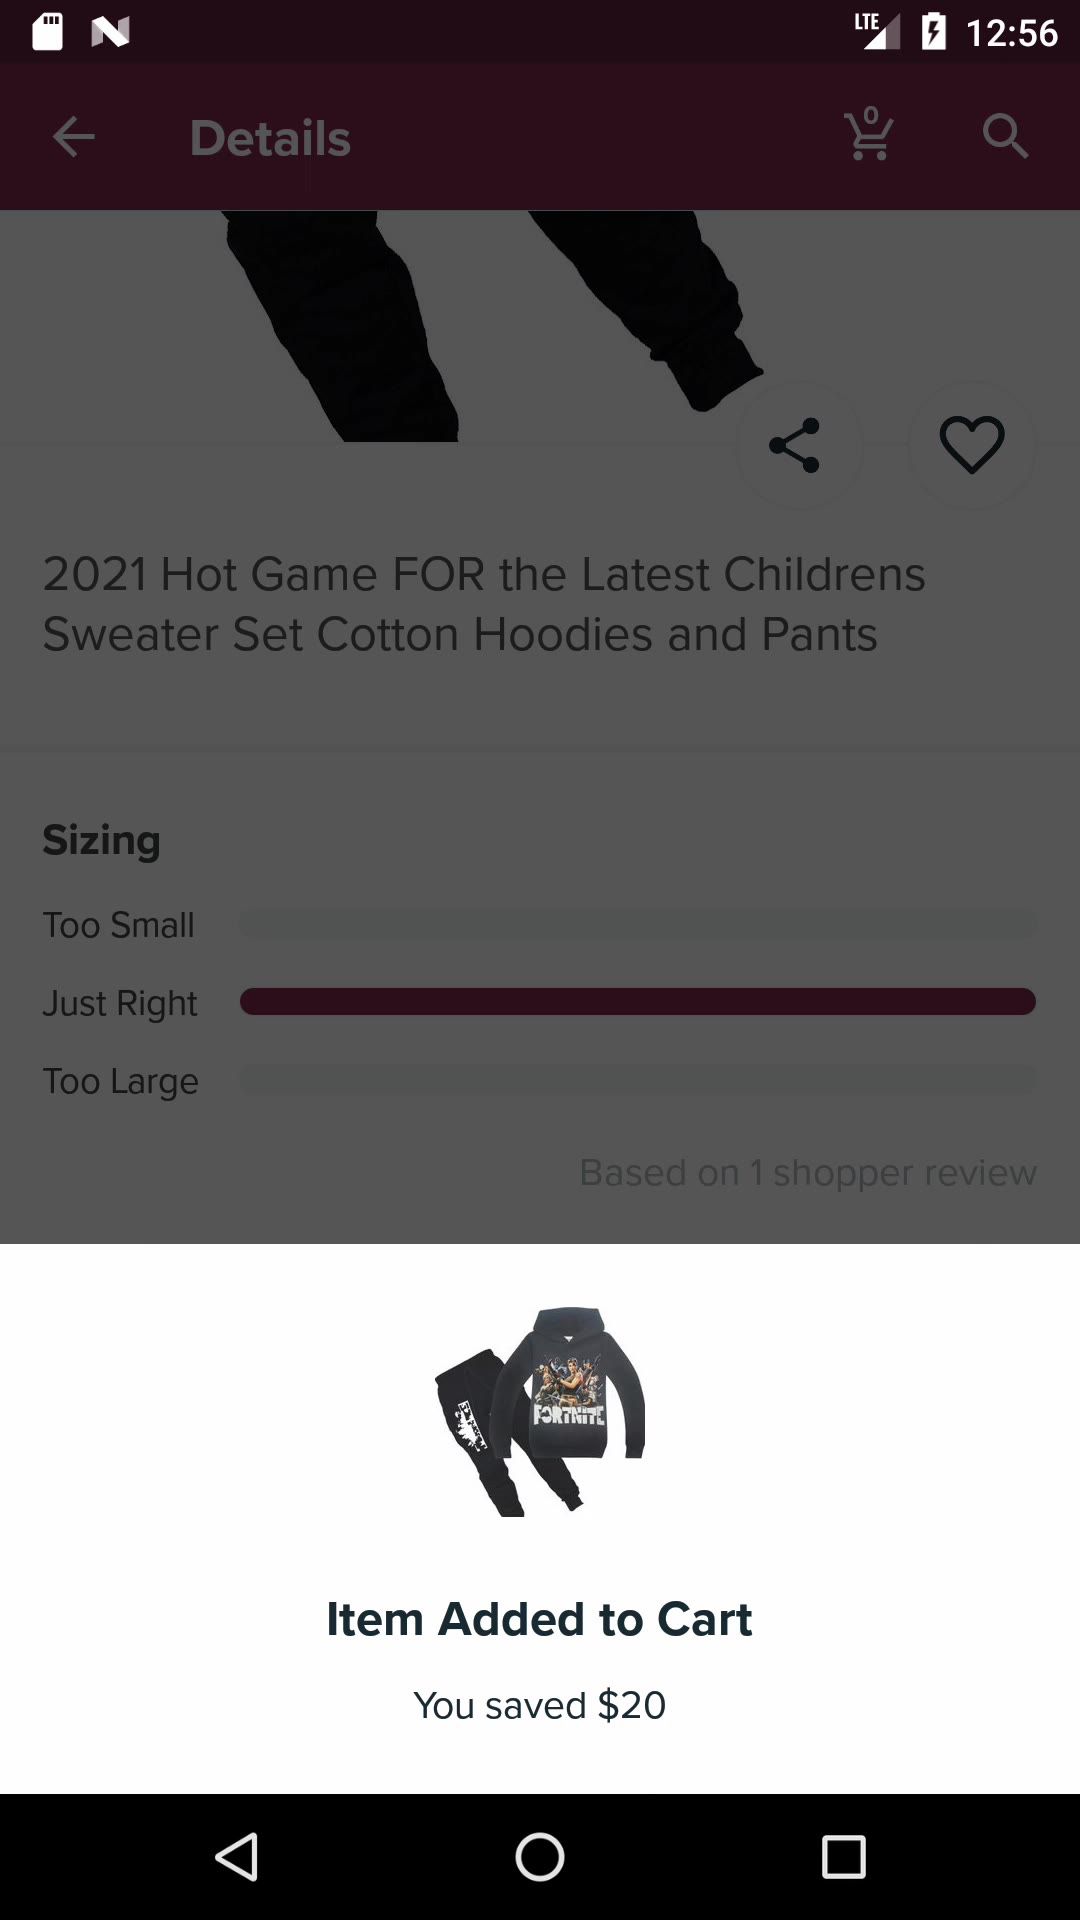 LTE 12:56
Details 0
2021 Hot Game FOR the Latest Childrens
Sweater Set Cotton Hoodies and Pants
Sizing
Too Small
Just Right
Too Large
Based on 1 shopper review
FORTNITE
Item Added to Cart
You saved $20